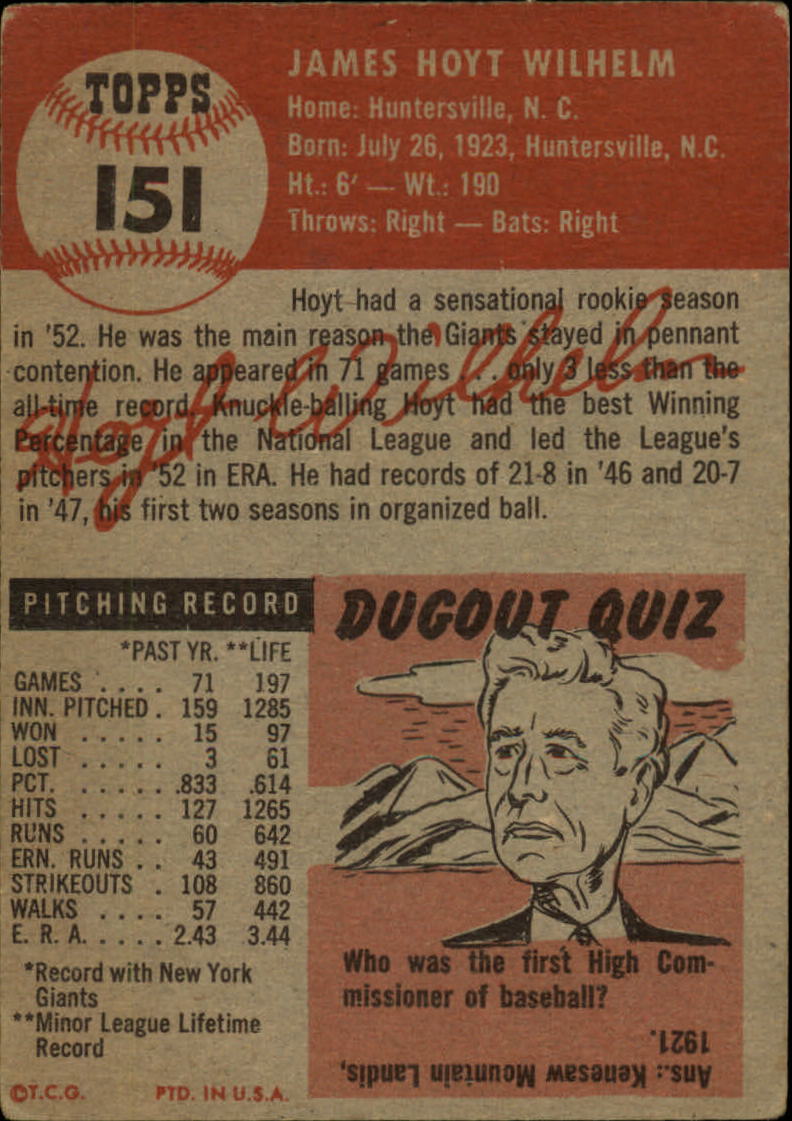 TOPPS
151
JAMES HOYT WILHELM
Home: Huntersville, N. C.
Born: July 26, 1923, Huntersville, N.C.
Ht.: 6' — Wt.: 190
Throws: Right — Bats: Right
Hoyt had a sensational rookie season
in '52. He was the main reason the Giants stayed in pennant
contention. He appeared in 71 games . . . only 3 less than the
all-time record. Knuckle-balling Hoyt had the best Winning
Percentage in the National League and led the League's
pitchers in '52 in ERA. He had records of 21-8 in '46 and 20-7
in '47, his first two seasons in organized ball.
Hoyt Wilhelm
PITCHING RECORD
*PAST YR. **LIFE
GAMES . . . . 71 197
INN. PITCHED . 159 1285
WON . . . . . 15 97
LOST . . . . . 3 61
PCT. . . . . . .833 .614
HITS . . . . . 127 1265
RUNS . . . . . 60 642
ERN. RUNS . . 43 491
STRIKEOUTS . 108 860
WALKS . . . . 57 442
E. R. A. . . . . 2.43 3.44
*Record with New York
Giants
**Minor League Lifetime
Record
DUGOUT QUIZ
Who was the first High Com-
missioner of baseball?
Ans.: Kenesaw Mountain Landis,
1921.
©T.C.G. PTD. IN U.S.A.